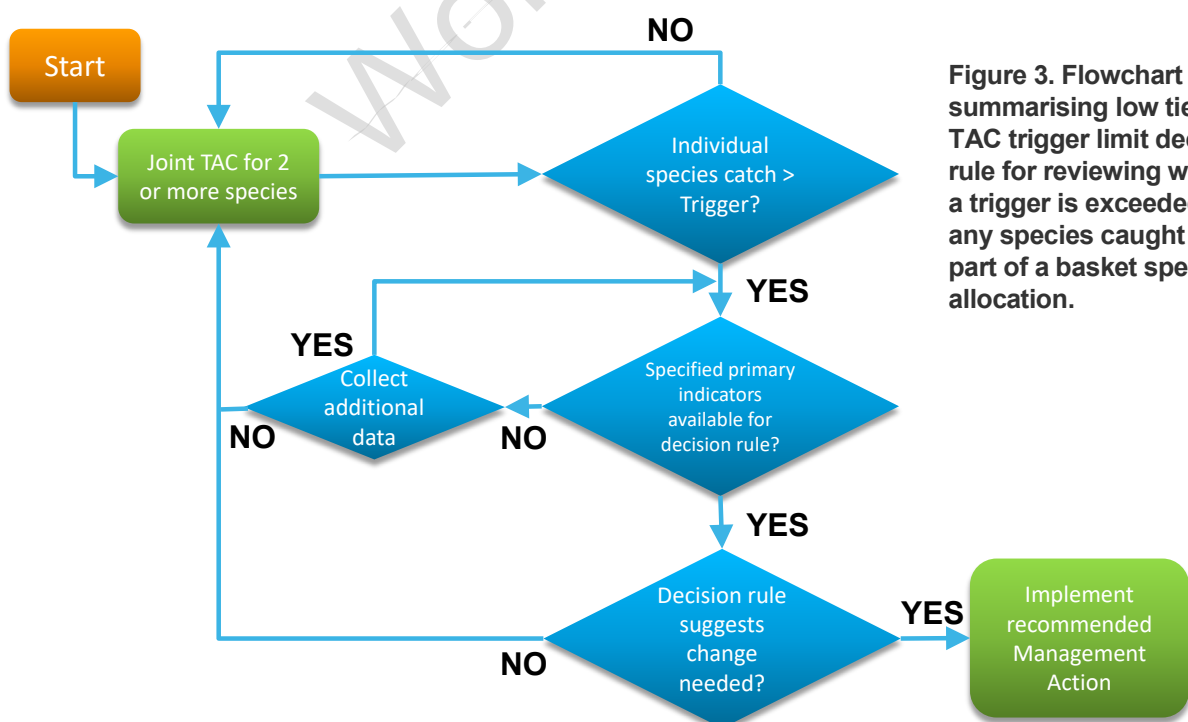 NO
Start
Figure 3. Flowchart
summarising low
TAC trigger limit
rule for reviewing
a trigger is
any species caught
part of a basket
allocation.
Individual
species catch >
Trigger?
Joint TAC for 2
or more species
YES
YES
Specified primary
indicators
available for
decision rule?
Collect
additional
data
NO
NO
YES
Decision rule
suggests
change
needed?
YES
Implement
recommended
Management
Action
NO